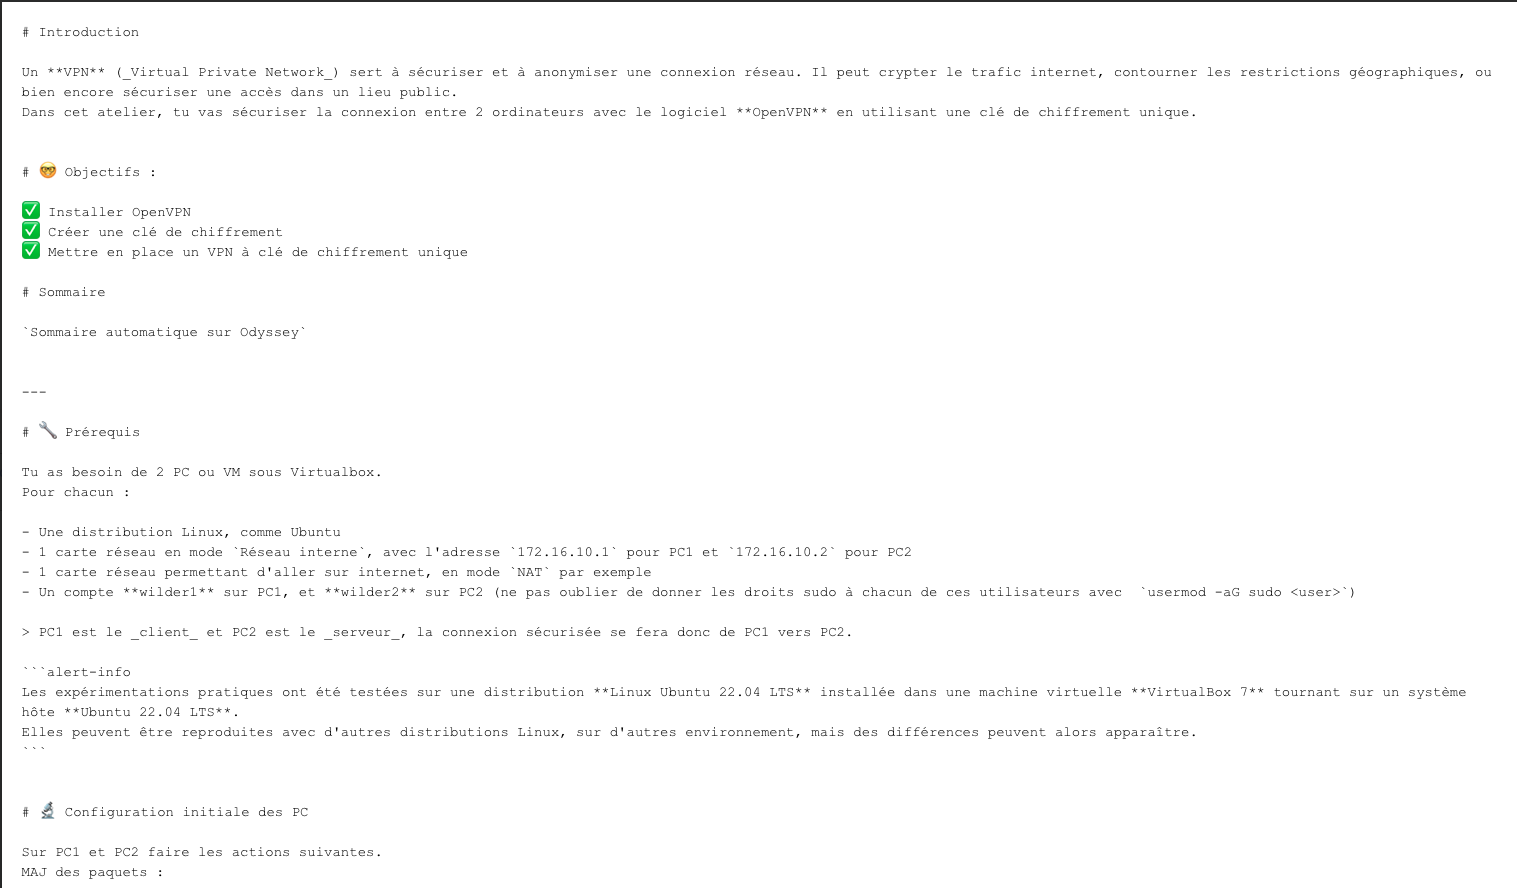 # Introduction
Un **VPN** (_Virtual Private Network_) sert à sécuriser et à anonymiser une connexion réseau. Il peut crypter le trafic internet, contourner les restrictions géographiques, ou
bien encore sécuriser une accès dans un lieu public.
Dans cet atelier, tu vas sécuriser la connexion entre 2 ordinateurs avec le logiciel **OpenVPN** en utilisant une clé de chiffrement unique.
# 🤓 Objectifs :
✅ Installer OpenVPN
✅ Créer une clé de chiffrement
✅ Mettre en place un VPN à clé de chiffrement unique
# Sommaire
`Sommaire automatique sur Odyssey`
---
# 🔧 Prérequis
Tu as besoin de 2 PC ou VM sous Virtualbox.
Pour chacun :
- Une distribution Linux, comme Ubuntu
- 1 carte réseau en mode `Réseau interne`, avec l'adresse `172.16.10.1` pour PC1 et `172.16.10.2` pour PC2
- 1 carte réseau permettant d'aller sur internet, en mode `NAT` par exemple
- Un compte **wilder1** sur PC1, et **wilder2** sur PC2 (ne pas oublier de donner les droits sudo à chacun de ces utilisateurs avec  `usermod -aG sudo <user>`)
> PC1 est le _client_ et PC2 est le _serveur_, la connexion sécurisée se fera donc de PC1 vers PC2.
```alert-info
Les expérimentations pratiques ont été testées sur une distribution **Linux Ubuntu 22.04 LTS** installée dans une machine virtuelle **VirtualBox 7** tournant sur un système
hôte **Ubuntu 22.04 LTS**.
Elles peuvent être reproduites avec d'autres distributions Linux, sur d'autres environnement, mais des différences peuvent alors apparaître.
```
# 🔬 Configuration initiale des PC
Sur PC1 et PC2 faire les actions suivantes.
MAJ des paquets :